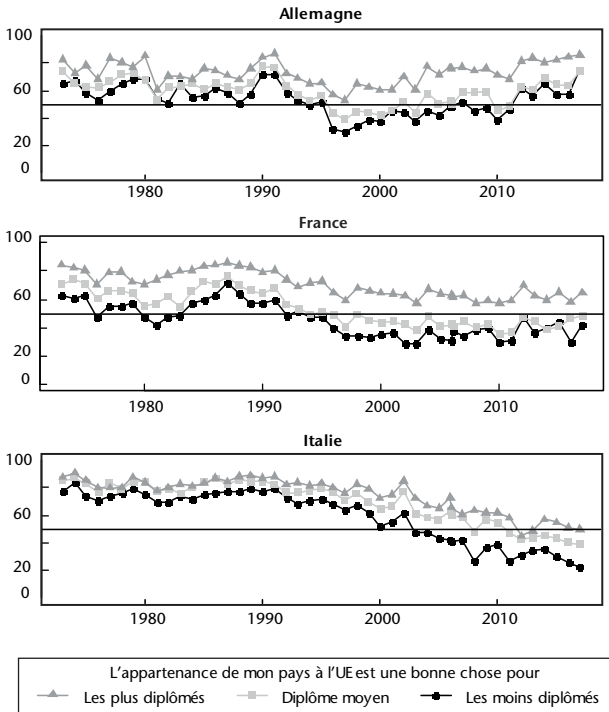 Allemagne
100
60
20
0
1980 1990 2000 2010
France
100
60
20
0
1980 1990 2000 2010
Italie
100
60
20
0
1980 1990 2000 2010
L'appartenance de mon pays à l'UE est une bonne chose pour
Les plus diplômés Diplôme moyen Les moins diplômés